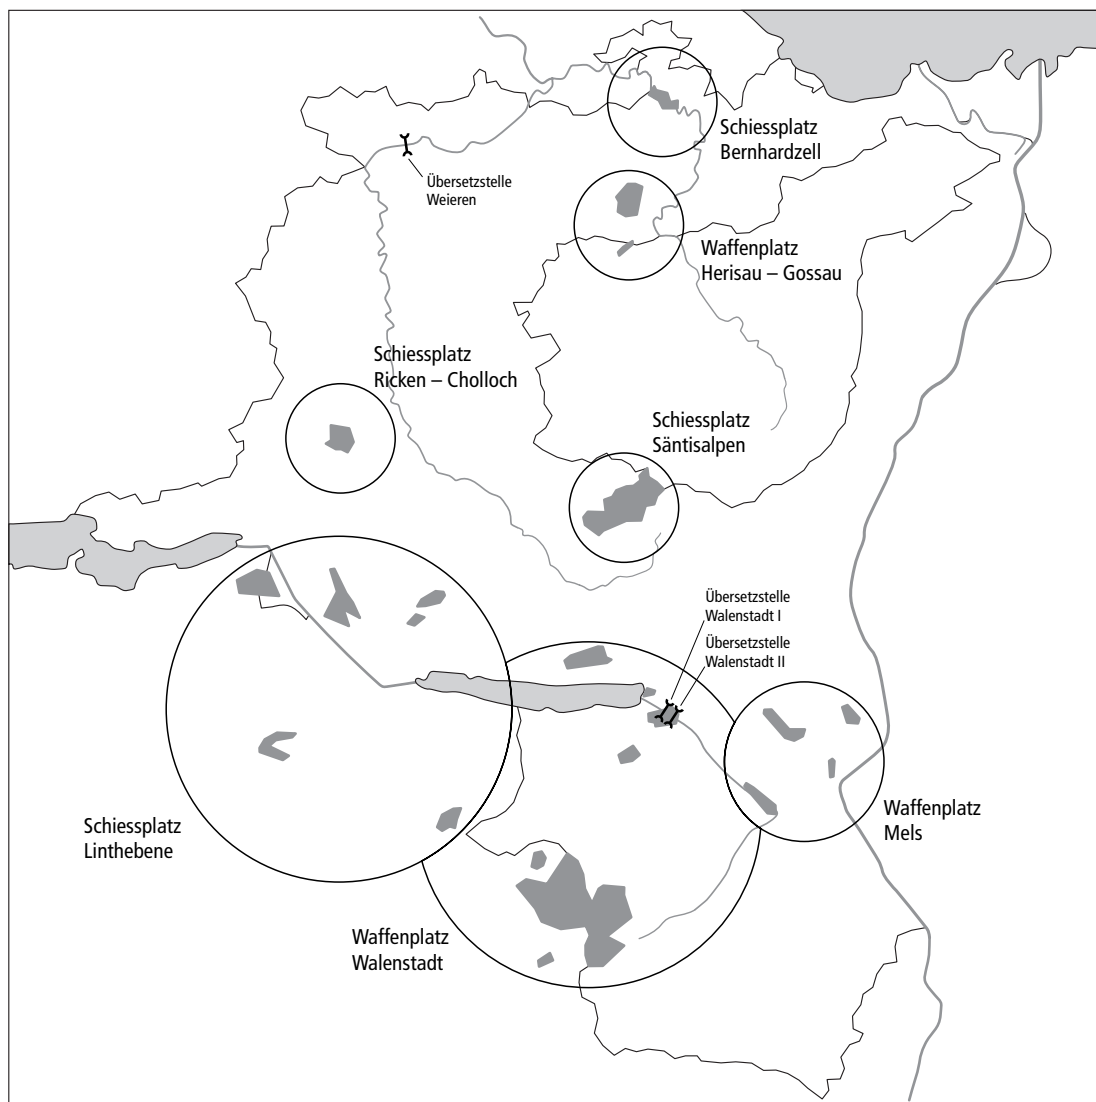 Schiessplatz
Bernhardzell
Übersetzstelle
Weieren
Waffenplatz
Herisau – Gossau
Schiessplatz
Ricken – Cholloch
Schiessplatz
Säntisalpen
Übersetzstelle
Walenstadt I
Übersetzstelle
Walenstadt II
Waffenplatz
Mels
Schiessplatz
Linthebene
Waffenplatz
Walenstadt